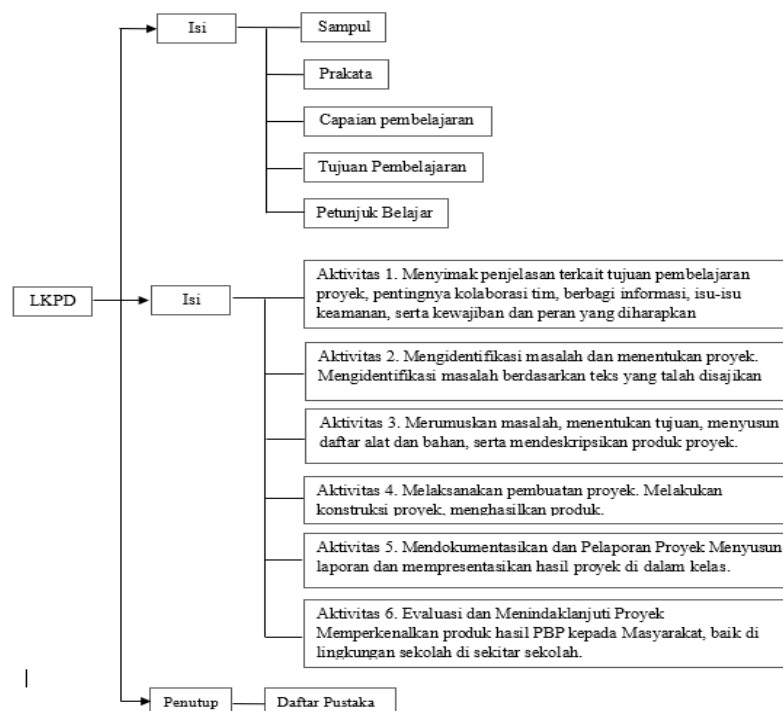 Isi
Sampul
Prakata
Capaian pembelajaran
Tujuan Pembelajaran
Petunjuk Belajar
LKPD
Isi
Aktivitas 1. Menyimak penjelasan terkait tujuan pembelajaran
proyek, pentingnya kolaborasi tim, berbagi informasi, isu-isu
keamanan, serta kewajiban dan peran yang diharapkan
Aktivitas 2. Mengidentifikasi masalah dan menentukan proyek.
Mengidentifikasi masalah berdasarkan teks yang talah disajikan
Aktivitas 3. Merumuskan masalah, menentukan tujuan, menyusun
daftar alat dan bahan, serta mendeskripsikan produk proyek.
Aktivitas 4. Melaksanakan pembuatan proyek. Melakukan
konstruksi proyek, menghasilkan produk.
Aktivitas 5. Mendokumentasikan dan Pelaporan Proyek Menyusun
laporan dan mempresentasikan hasil proyek di dalam kelas.
Aktivitas 6. Evaluasi dan Menindaklanjuti Proyek
Memperkenalkan produk hasil PBP kepada Masyarakat, baik di
lingkungan sekolah di sekitar sekolah.
Penutup
Daftar Pustaka